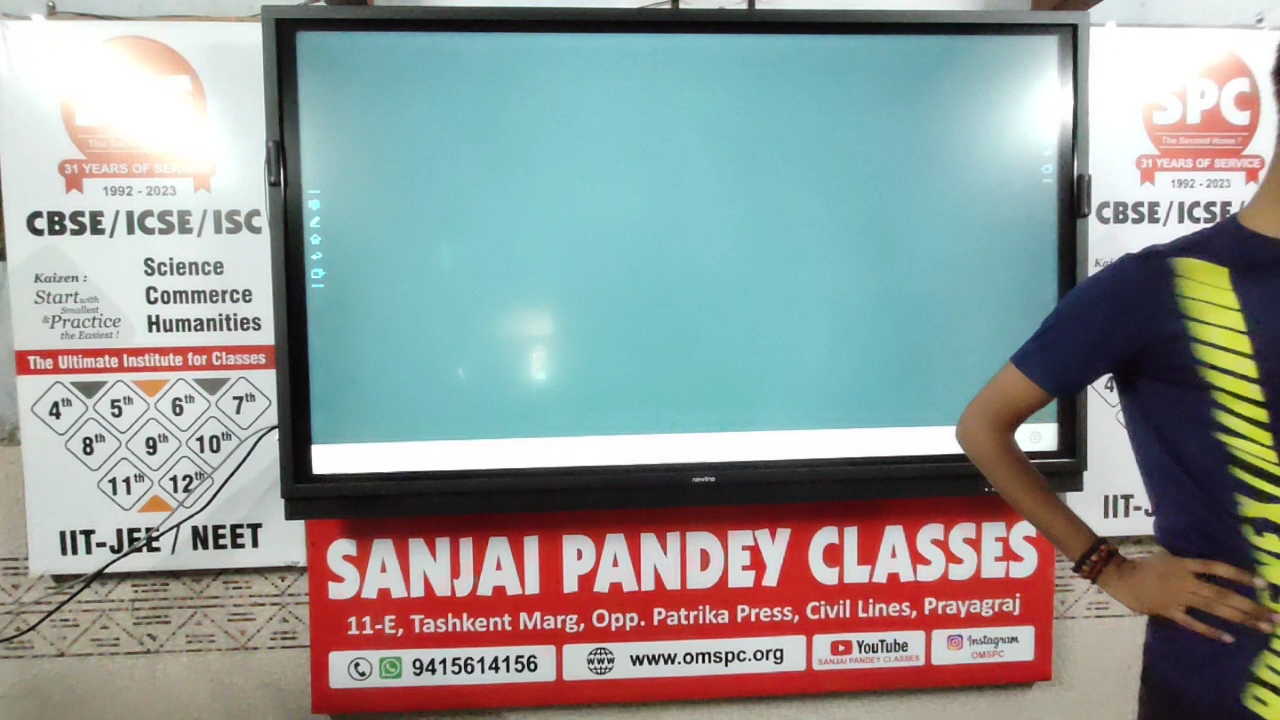 31 YEARS OF SERVICE
1992 - 2023
CBSE/ICSE/ISC
Kaizen :
Start with
Smallest
& Practice
the Easiest !
Science
Commerce
Humanities
The Ultimate Institute for Classes
4th 5th 6th 7th
8th 9th 10th
11th 12th
IIT-JEE / NEET
newline
SPC
The Second Home !
31 YEARS OF SERVICE
1992 - 2023
CBSE/ICSE/
4
SANJAI PANDEY CLASSES
11-E, Tashkent Marg, Opp. Patrika Press, Civil Lines, Prayagraj
9415614156
www.omspc.org
YouTube
SANJAI PANDEY CLASSES
Instagram
OMSPC